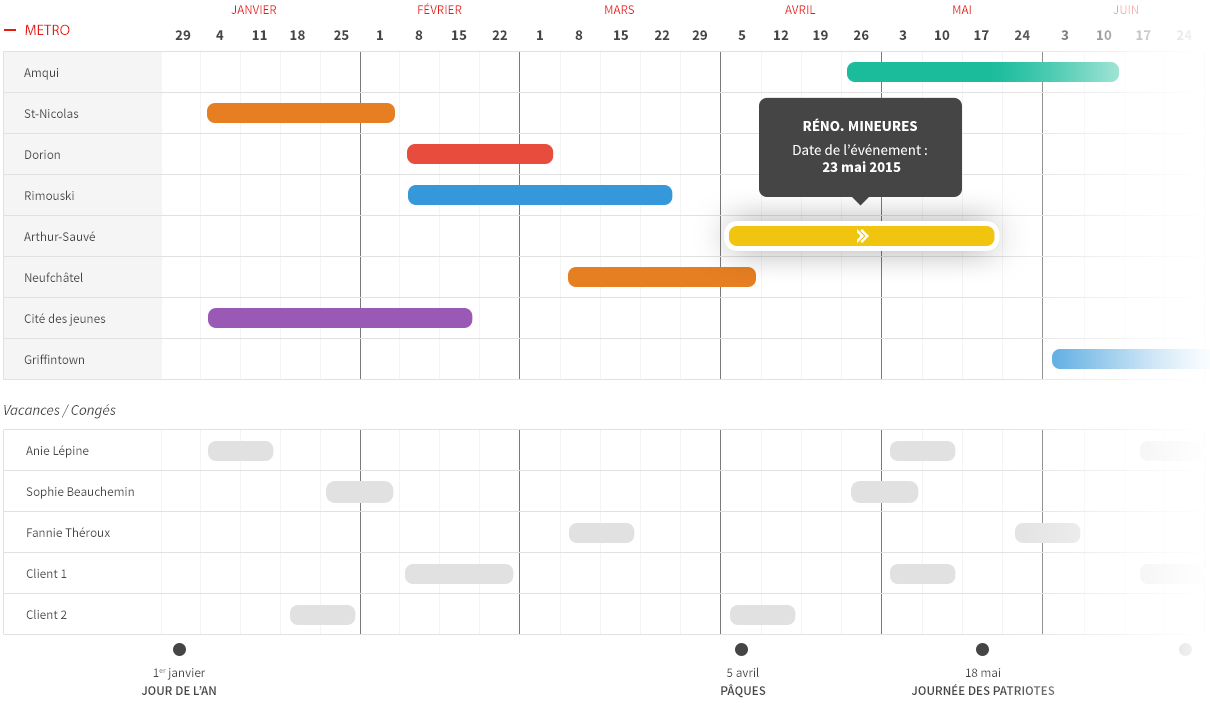 JANVIER FÉVRIER MARS AVRIL MAI JUIN
METRO 29 4 11 18 25 1 8 15 22 1 8 15 22 29 5 12 19 26 3 10 17 24 3 10 17 24
Amqui
St-Nicolas
RÉNO. MINEURES
Dorion
Date de l'événement :
23 mai 2015
Rimouski
Arthur-Sauvé
Neufchâtel
Cité des jeunes
Griffintown
Vacances / Congés
Anie Lépine
Sophie Beauchemin
Fannie Théroux
Client 1
Client 2
1er janvier 5 avril 18 mai
JOUR DE L'AN PÂQUES JOURNÉE DES PATRIOTES